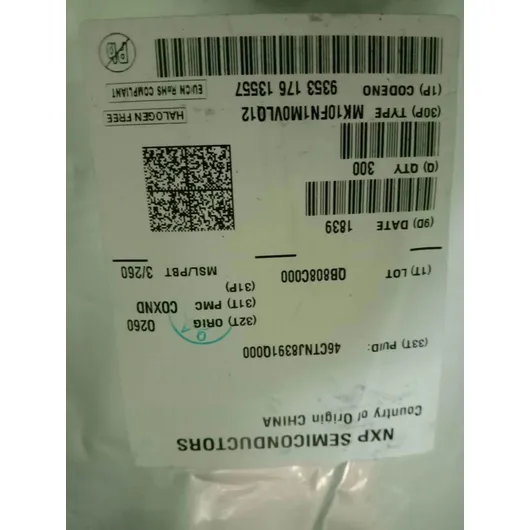 NXP SEMICONDUCTORS
Country of Origin CHINA
(33T) PUID: 46CTNJ8391Q000
(32T) ORIG 0260
(31T) PMC COXND
(31P) MSL/PBT 3/260
(1T) LOT QB808C000
(9D) DATE 1839
(Q) QTY 300
(30P) TYPE MK10FN1M0VLQ12
HALOGEN FREE
(1P) CODENO 9353 176 13557
EU/CN RoHS COMPLIANT